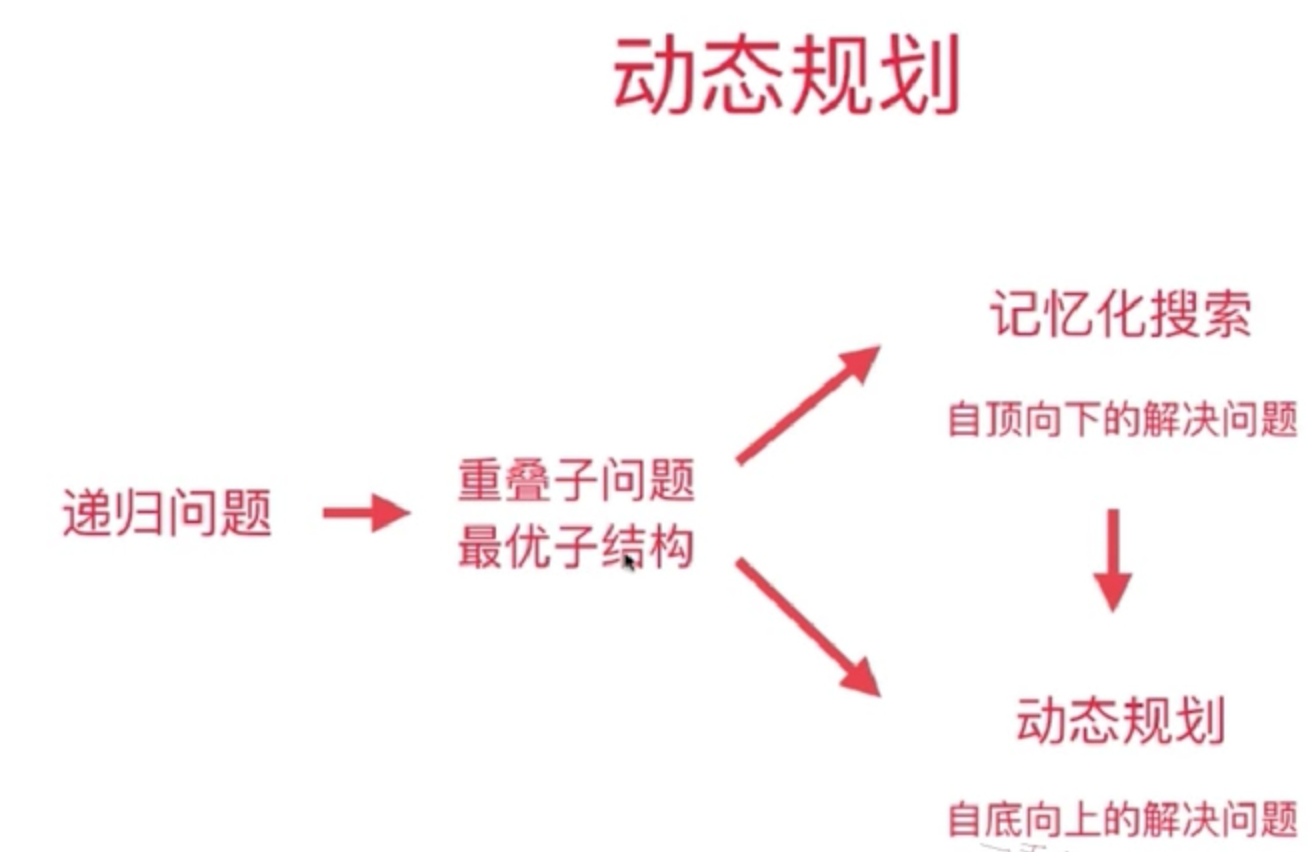 动态规划
递归问题
重叠子问题
最优子结构
记忆化搜索
自顶向下的解决问题
动态规划
自底向上的解决问题